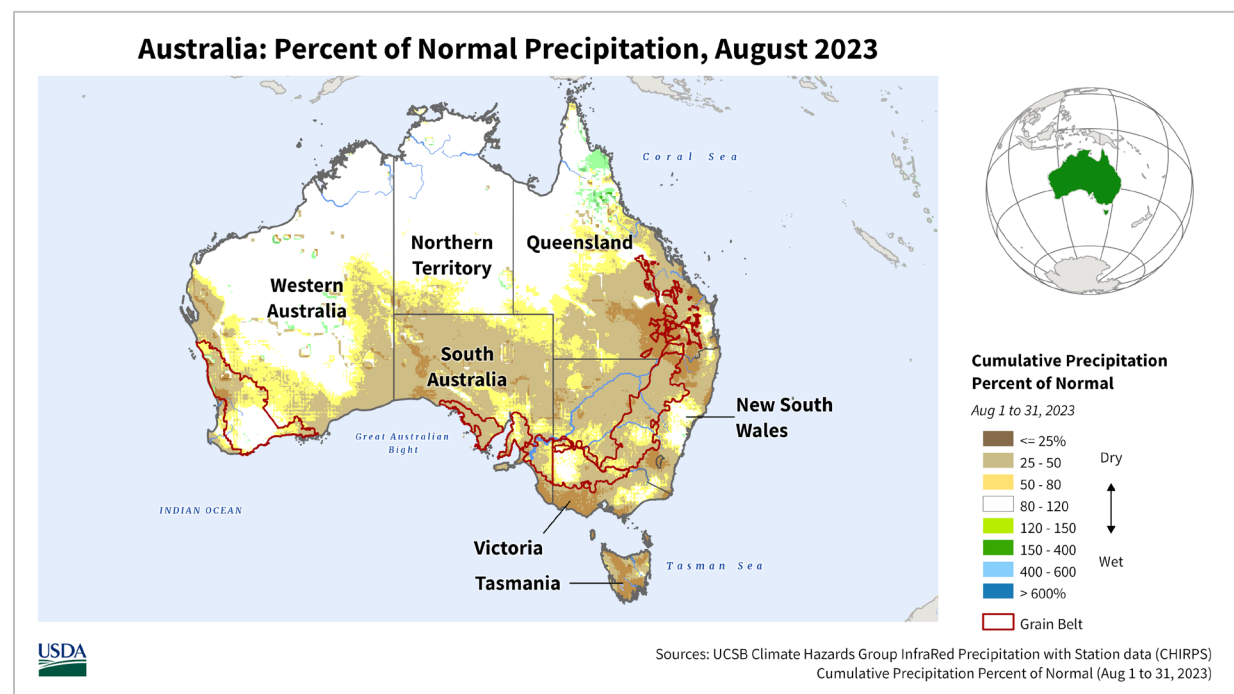 Australia: Percent of Normal Precipitation, August 2023
Coral Sea
Northern
Territory
Queensland
Western
Australia
South
Australia
New South
Wales
Great Australian
Bight
INDIAN OCEAN
Victoria
Tasmania
Tasman Sea
Cumulative Precipitation
Percent of Normal
Aug 1 to 31, 2023
<= 25%
25 - 50
50 - 80
80 - 120
120 - 150
150 - 400
400 - 600
> 600%
Dry
Wet
Grain Belt
USDA
Sources: UCSB Climate Hazards Group InfraRed Precipitation with Station data (CHIRPS)
Cumulative Precipitation Percent of Normal (Aug 1 to 31, 2023)